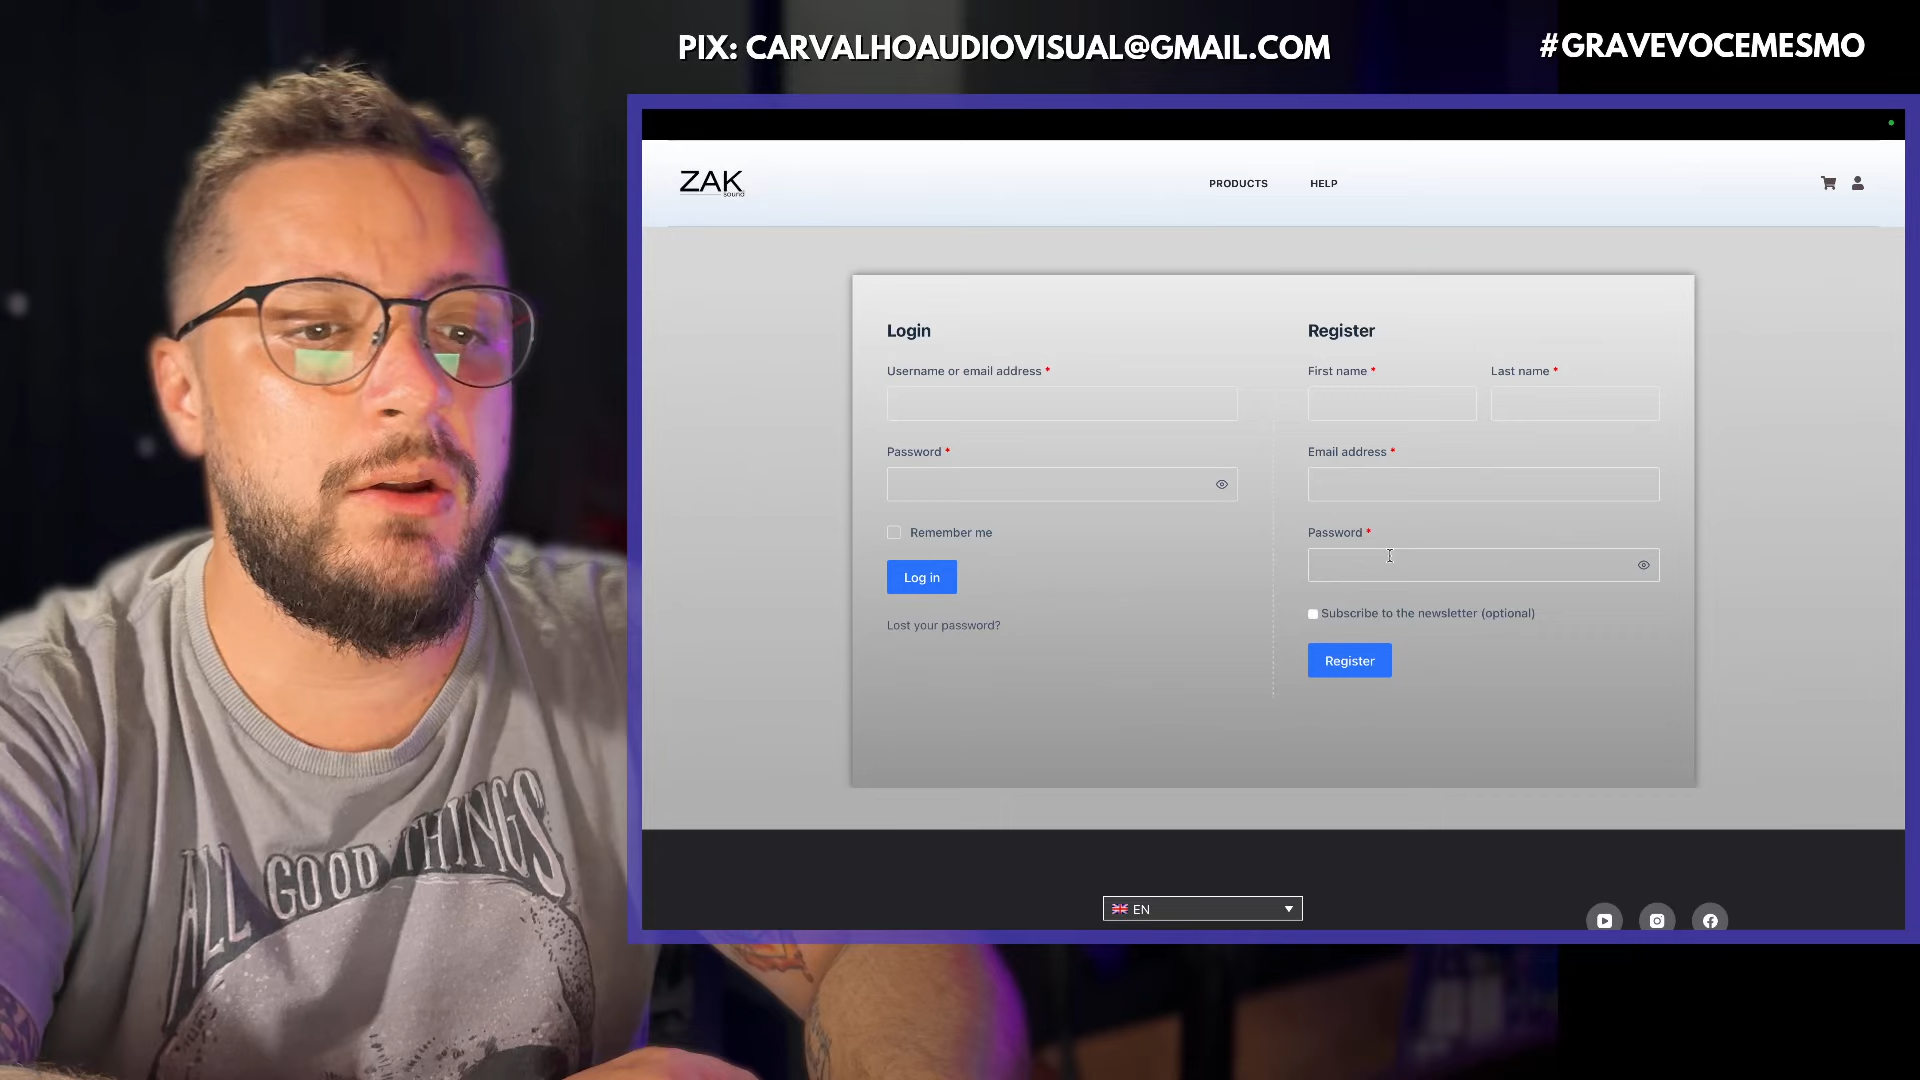 PIX: CARVALHOAUDIOVISUAL@GMAIL.COM
#GRAVEVOCEMESMO
ZAK
sound
PRODUCTS
HELP
Login
Username or email address *
Password *
Remember me
Log in
Lost your password?
Register
First name *
Last name *
Email address *
Password *
Subscribe to the newsletter (optional)
Register
EN
ALL GOOD THINGS